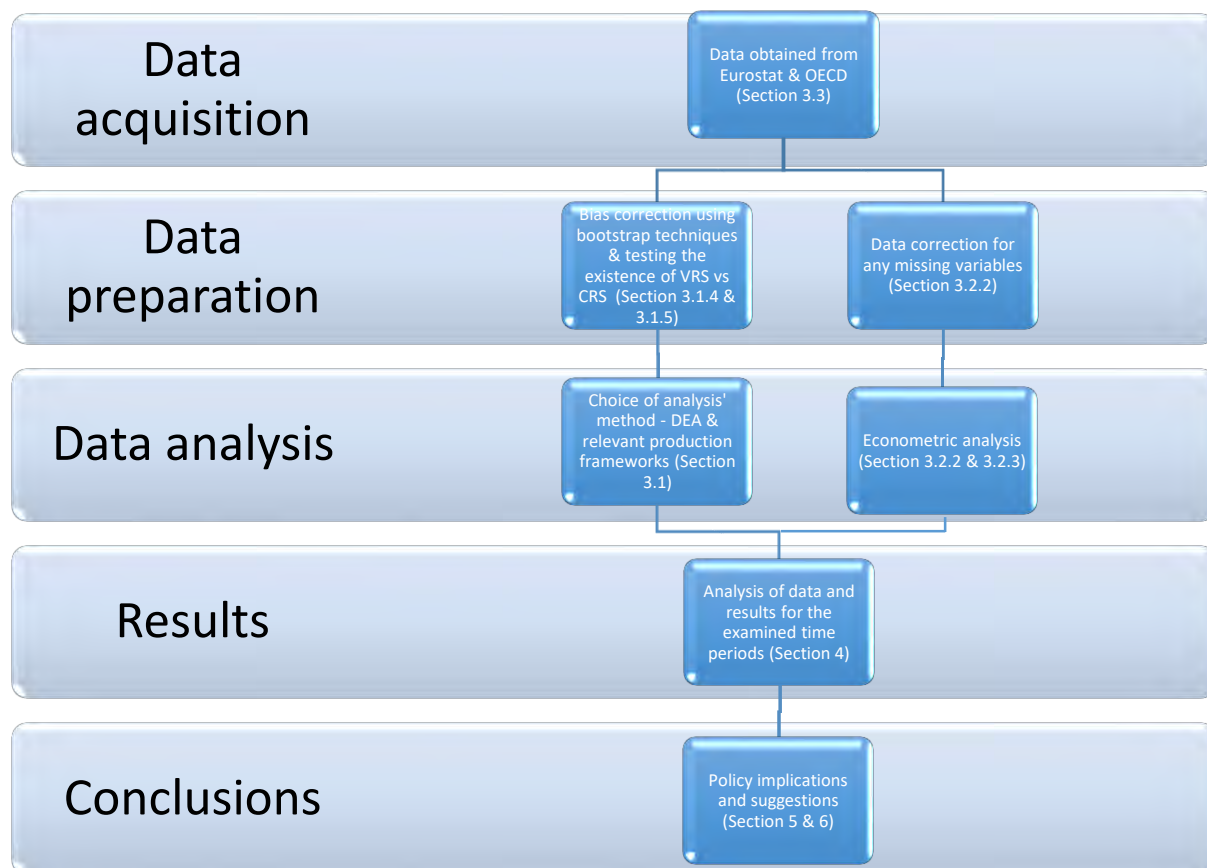 Data
acquisition
Data obtained from
Eurostat & OECD
(Section 3.3)
Data
preparation
Bias correction using
bootstrap techniques
& testing the
existence of VRS vs
CRS (Section 3.1.4 &
3.1.5)
Data correction for
any missing variables
(Section 3.2.2)
Data analysis
Choice of analysis'
method - DEA &
relevant production
frameworks (Section
3.1)
Econometric analysis
(Section 3.2.2 & 3.2.3)
Results
Analysis of data and
results for the
examined time
periods (Section 4)
Conclusions
Policy implications
and suggestions
(Section 5 & 6)